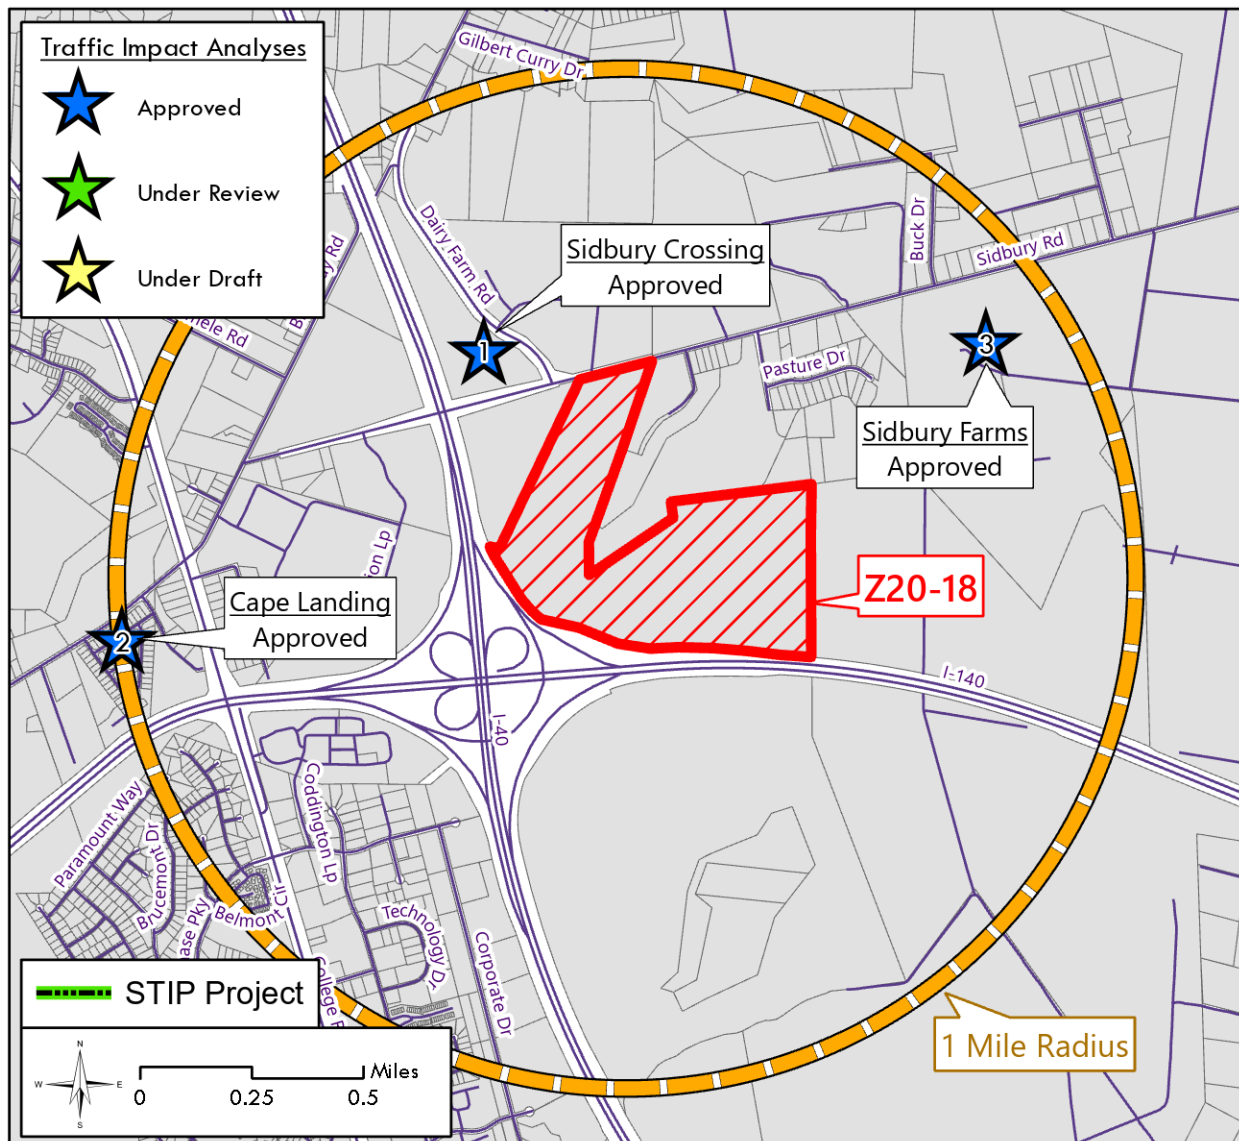 Traffic Impact Analyses
Approved
Under Review
Under Draft
Gilbert Curry Dr
Dairy Farm Rd
Sidbury Crossing
Approved
Buck Dr
Sidbury Rd
Pasture Dr
1
3
Sidbury Farms
Approved
Z20-18
Cape Landing
Approved
2
I-140
I-40
Paramount Way
Brucemont Dr
Coddington Lp
Belmont Cir
Technology Dr
Corporate Dr
STIP Project
1 Mile Radius
N
W E
S
Miles
0 0.25 0.5